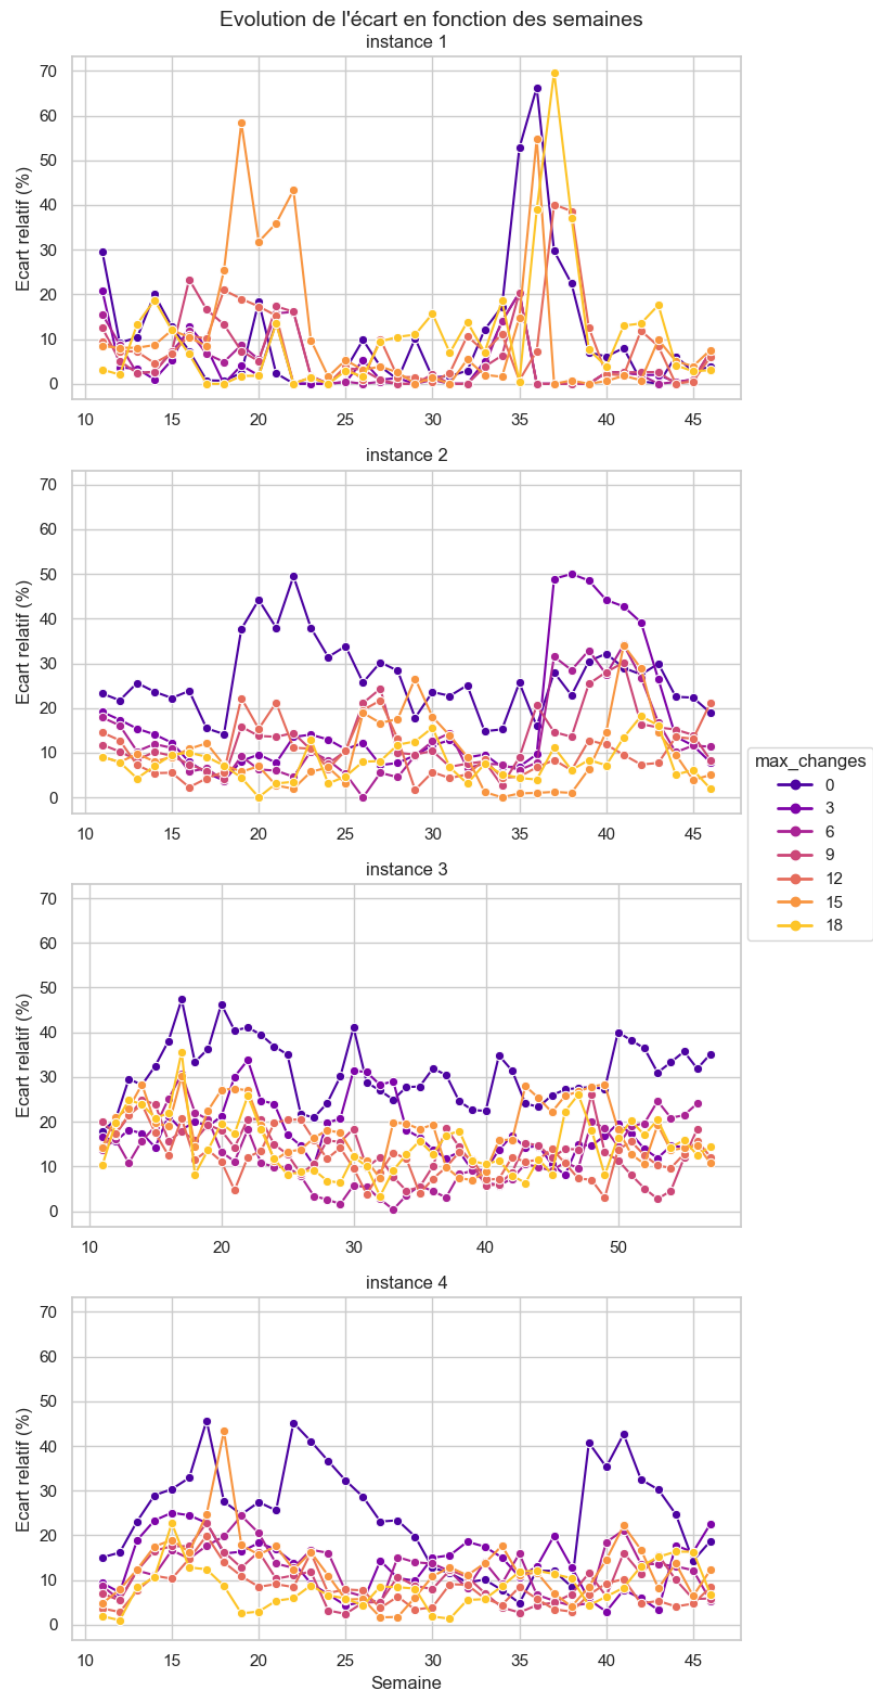 Evolution de l'écart en fonction des semaines
instance 1
Ecart relatif (%)
70
60
50
40
30
20
10
0
10 15 20 25 30 35 40 45
instance 2
Ecart relatif (%)
70
60
50
40
30
20
10
0
10 15 20 25 30 35 40 45
max_changes
0
3
6
9
12
15
18
instance 3
Ecart relatif (%)
70
60
50
40
30
20
10
0
10 20 30 40 50
instance 4
Ecart relatif (%)
70
60
50
40
30
20
10
0
10 15 20 25 30 35 40 45
Semaine